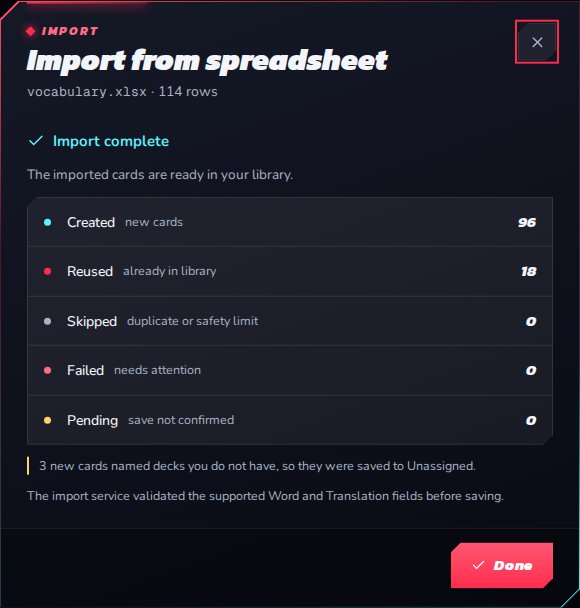 IMPORT
Import from spreadsheet
vocabulary.xlsx · 114 rows
Import complete
The imported cards are ready in your library.
Created new cards 96
Reused already in library 18
Skipped duplicate or safety limit 0
Failed needs attention 0
Pending save not confirmed 0
3 new cards named decks you do not have, so they were saved to Unassigned.
The import service validated the supported Word and Translation fields before saving.
Done